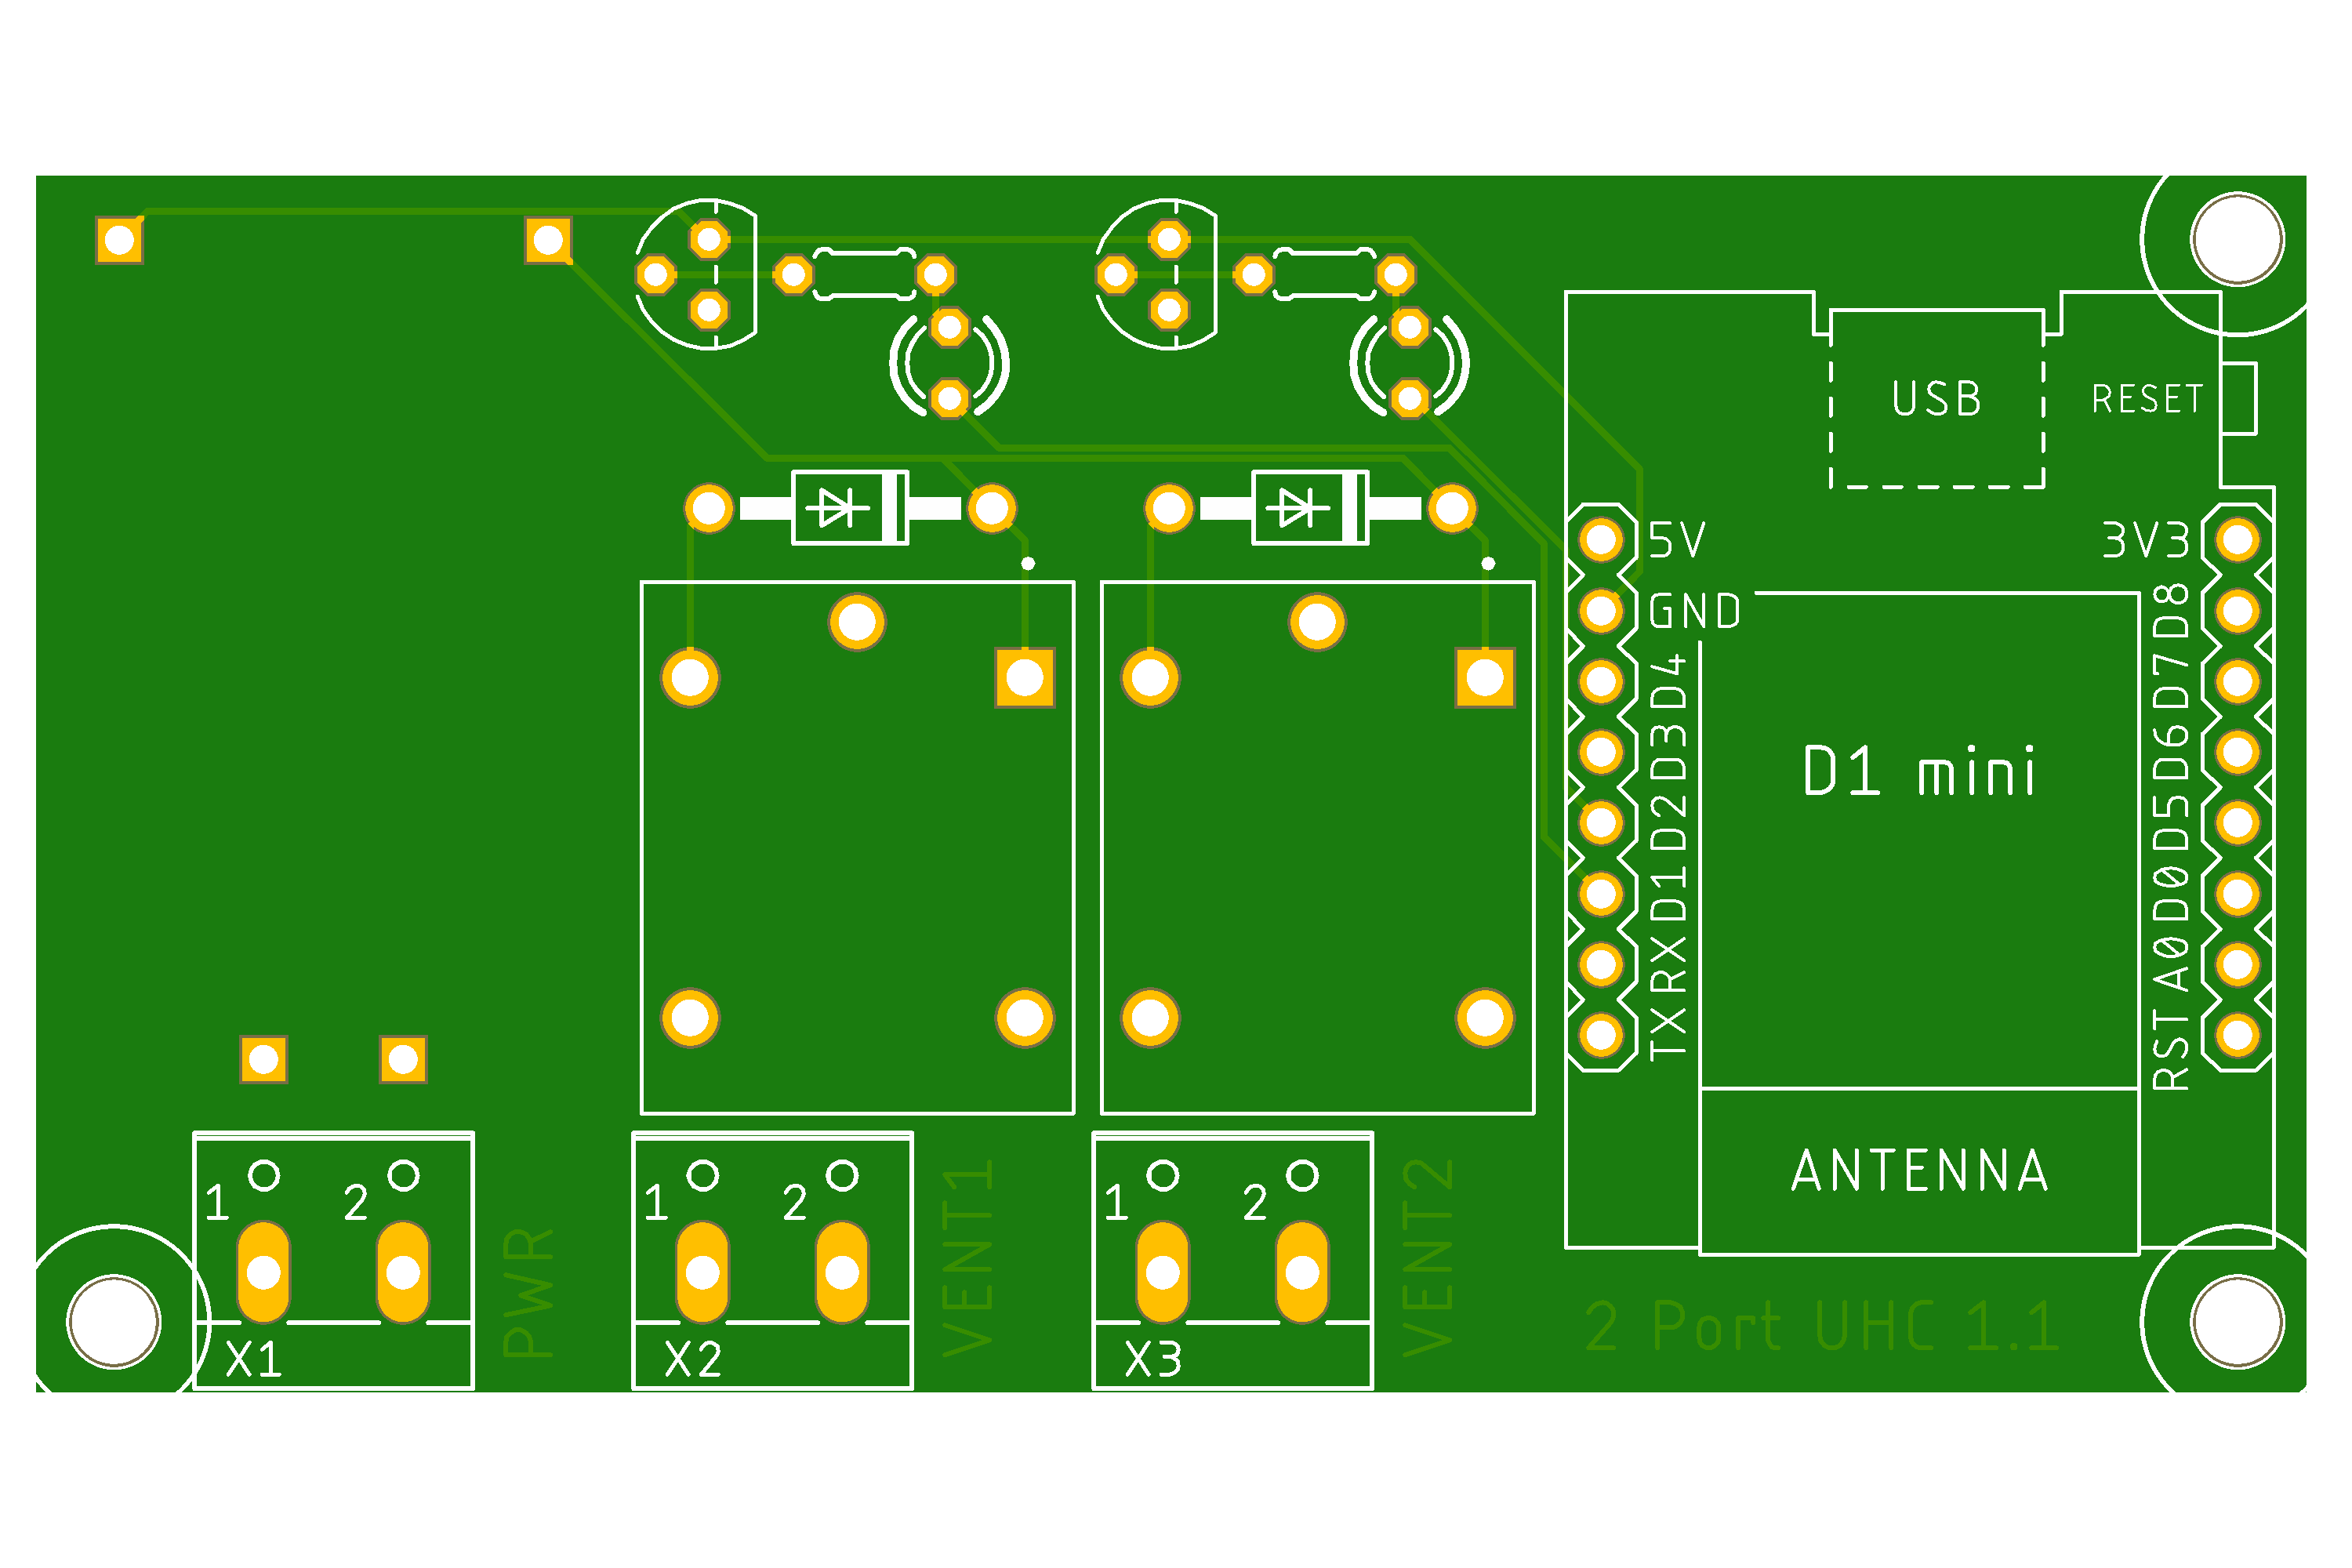 USB
RESET
5V
3V3
GND
D4
D3
D2
D1
RX
TX
D8
D7
D6
D5
D0
A0
RST
D1 mini
ANTENNA
1 2
X1
PWR
1 2
X2
VENT1
1 2
X3
VENT2
2 Port UHC 1.1